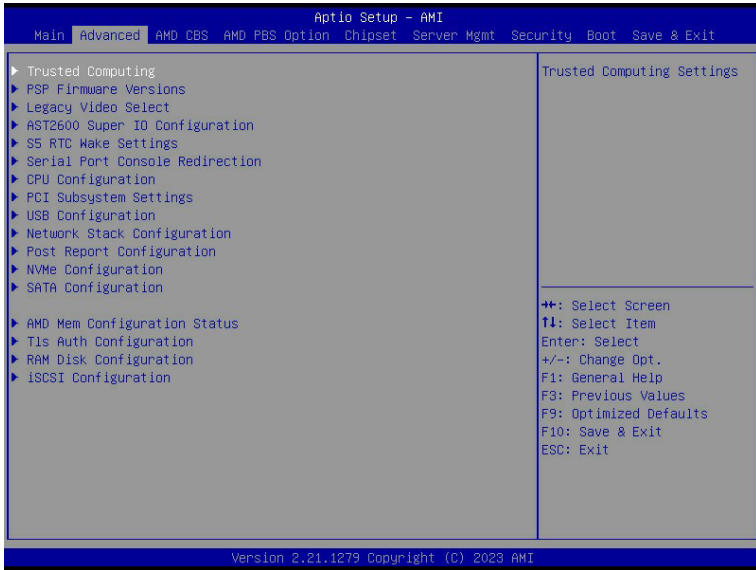 Aptio Setup – AMI
Main Advanced AMD CBS AMD PBS Option Chipset Server Mgmt Security Boot Save & Exit
Trusted Computing
PSP Firmware Versions
Legacy Video Select
AST2600 Super IO Configuration
S5 RTC Wake Settings
Serial Port Console Redirection
CPU Configuration
PCI Subsystem Settings
USB Configuration
Network Stack Configuration
Post Report Configuration
NVMe Configuration
SATA Configuration
AMD Mem Configuration Status
Tls Auth Configuration
RAM Disk Configuration
iSCSI Configuration
Trusted Computing Settings
→←: Select Screen
↑↓: Select Item
Enter: Select
+/-: Change Opt.
F1: General Help
F3: Previous Values
F9: Optimized Defaults
F10: Save & Exit
ESC: Exit
Version 2.21.1279 Copyright (C) 2023 AMI